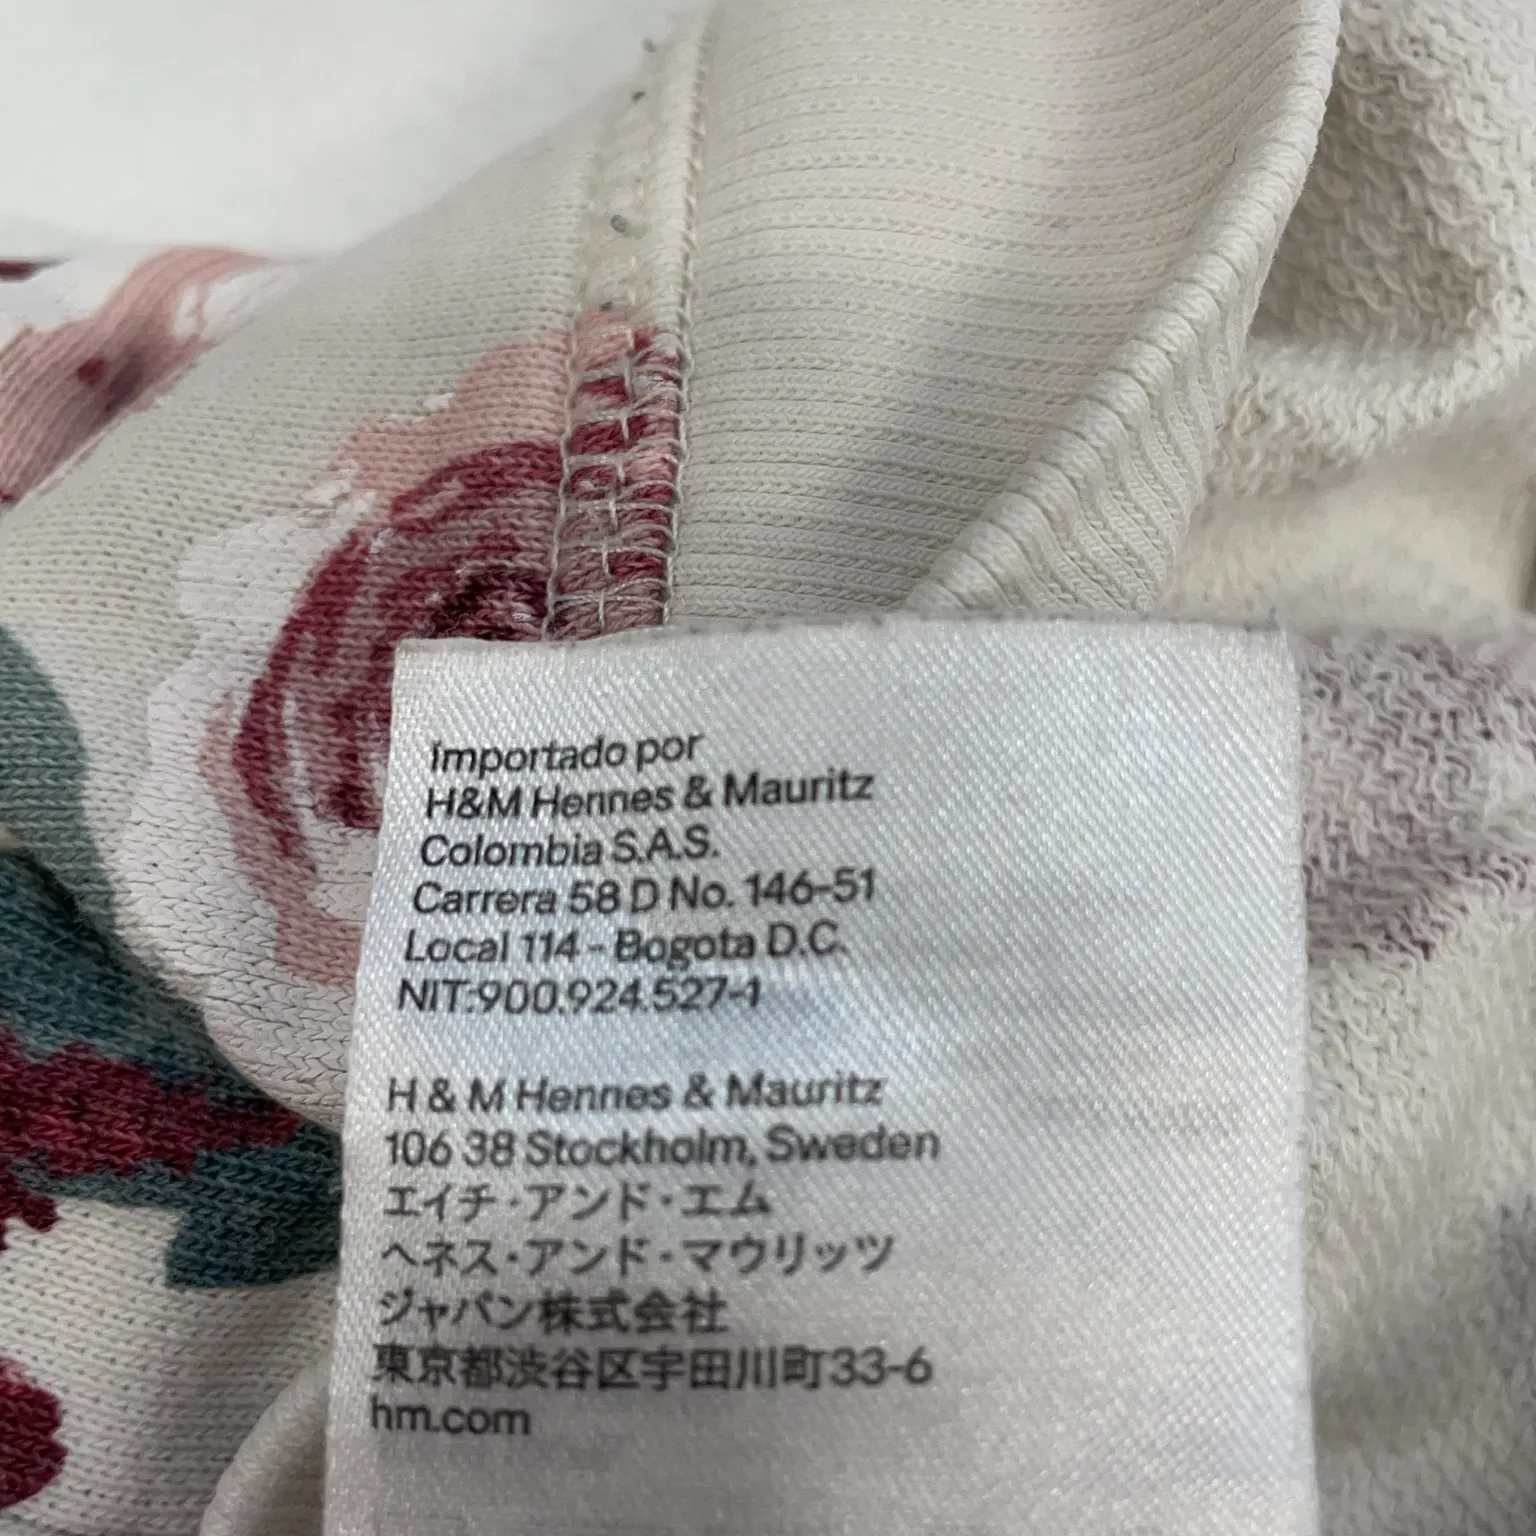 Importado por
H&M Hennes & Mauritz
Colombia S.A.S.
Carrera 58 D No. 146-51
Local 114 - Bogota D.C.
NIT:900.924.527-1
H & M Hennes & Mauritz
106 38 Stockholm, Sweden
エイチ・アンド・エム
ヘネス・アンド・マウリッツ
ジャパン株式会社
東京都渋谷区宇田川町33-6
hm.com